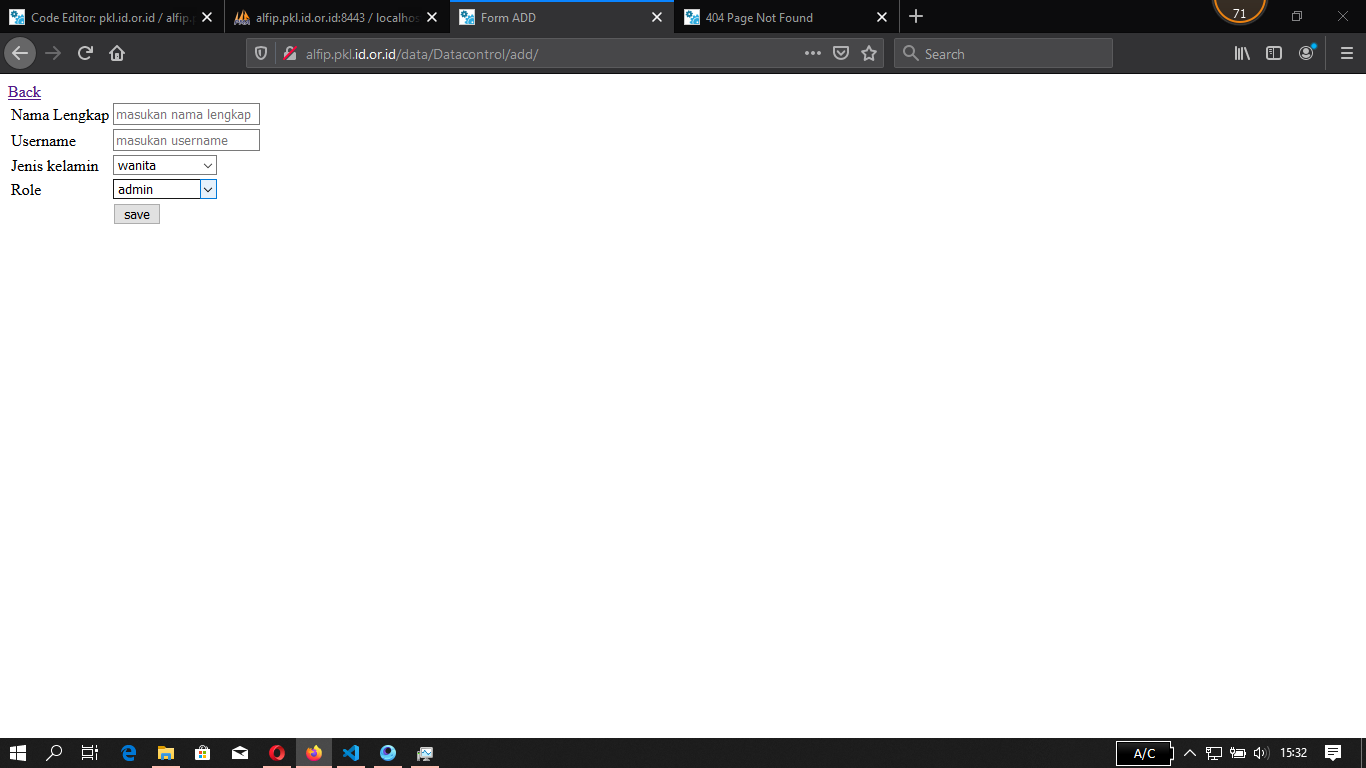 Code Editor: pkl.id.or.id / alfip.p
alfip.pkl.id.or.id:8443 / localhos
Form ADD
404 Page Not Found
71
alfip.pkl.id.or.id/data/Datacontrol/add/
Search
Back
Nama Lengkap masukan nama lengkap
Username masukan username
Jenis kelamin wanita
Role admin
save
A/C
15:32